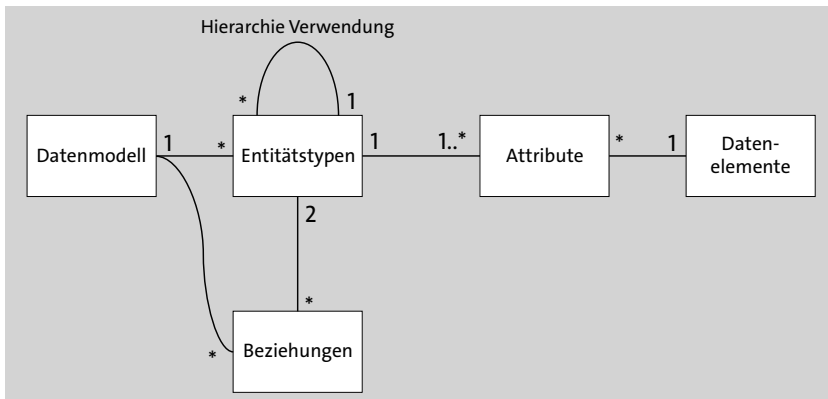 Hierarchie Verwendung
* 1
Datenmodell
1 *
Entitätstypen
1 1..*
Attribute
* 1
Daten-
elemente
2
*
*
Beziehungen